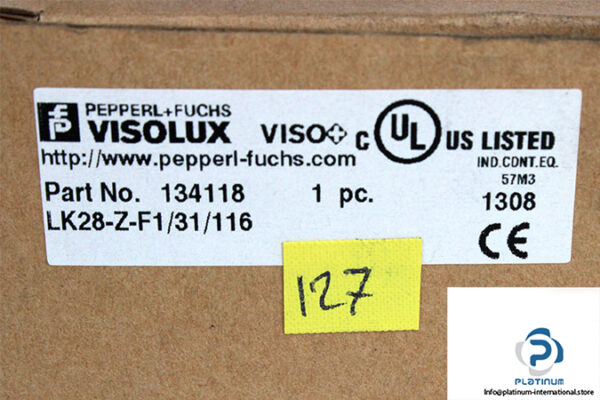 PEPPERL+FUCHS
VISOLUX VISO
http://www.pepperl-fuchs.com
C UL US LISTED
IND.CONT.EQ.
57M3
Part No. 134118 1 pc.
1308
LK28-Z-F1/31/116
CE
127
PLATINUM
info@platinum-international.store